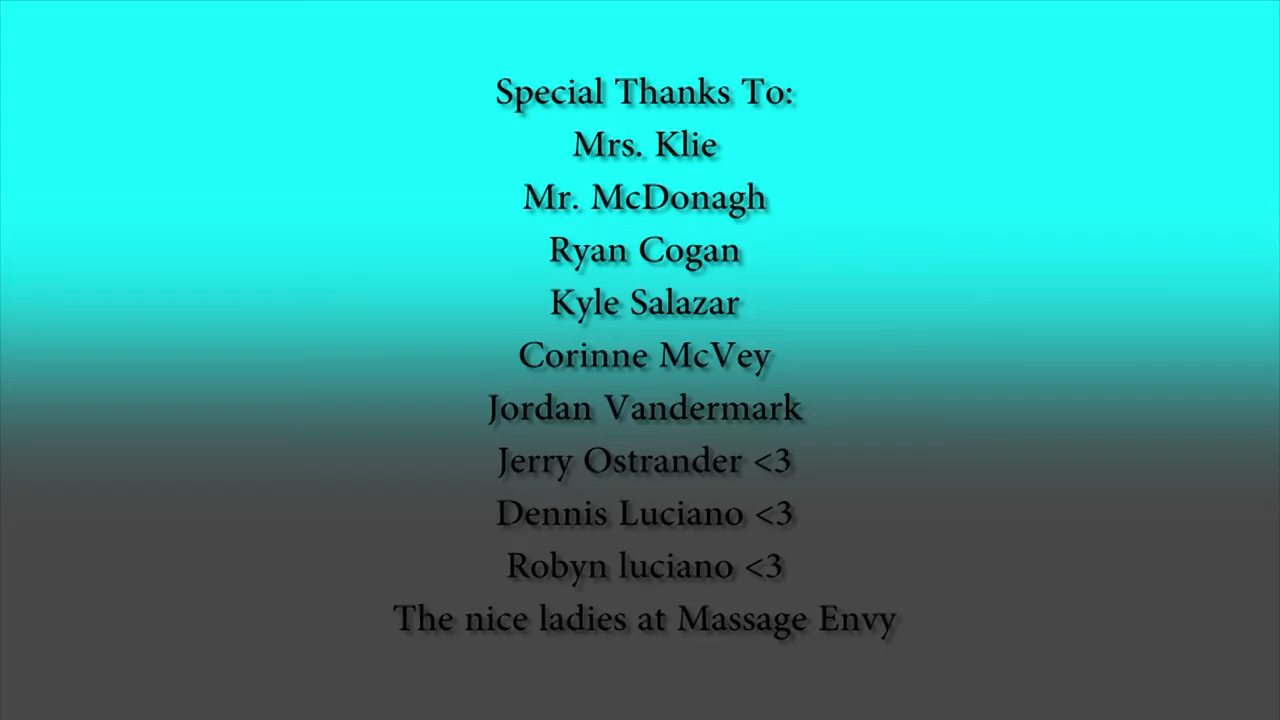 Special Thanks To:
Mrs. Klie
Mr. McDonagh
Ryan Cogan
Kyle Salazar
Corinne McVey
Jordan Vandermark
Jerry Ostrander <3
Dennis Luciano <3
Robyn luciano <3
The nice ladies at Massage Envy